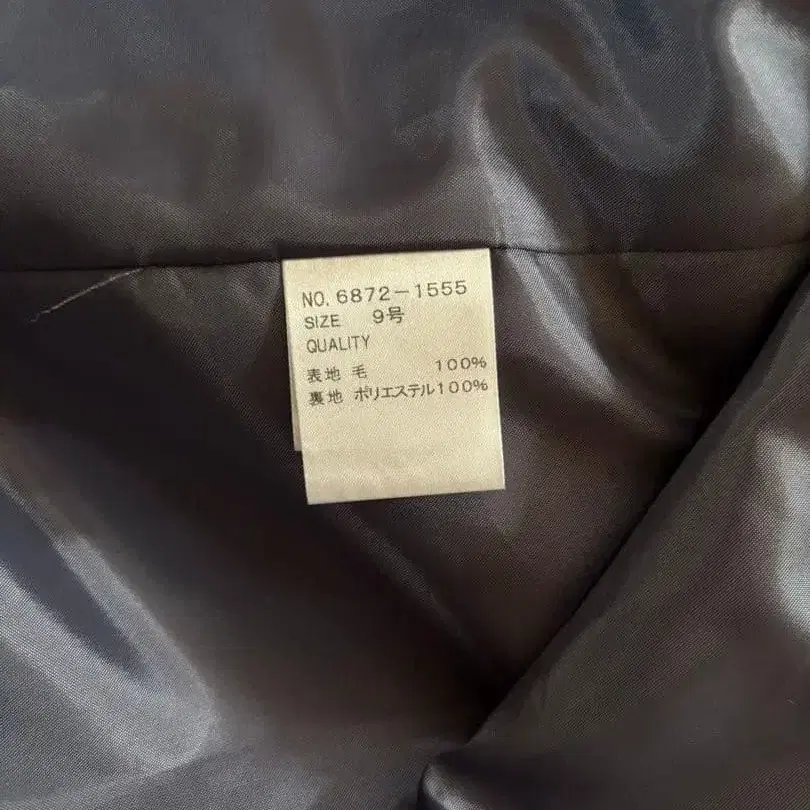 NO. 6872-1555
SIZE 9号
QUALITY
表地 毛 100%
裏地 ポリエステル100%